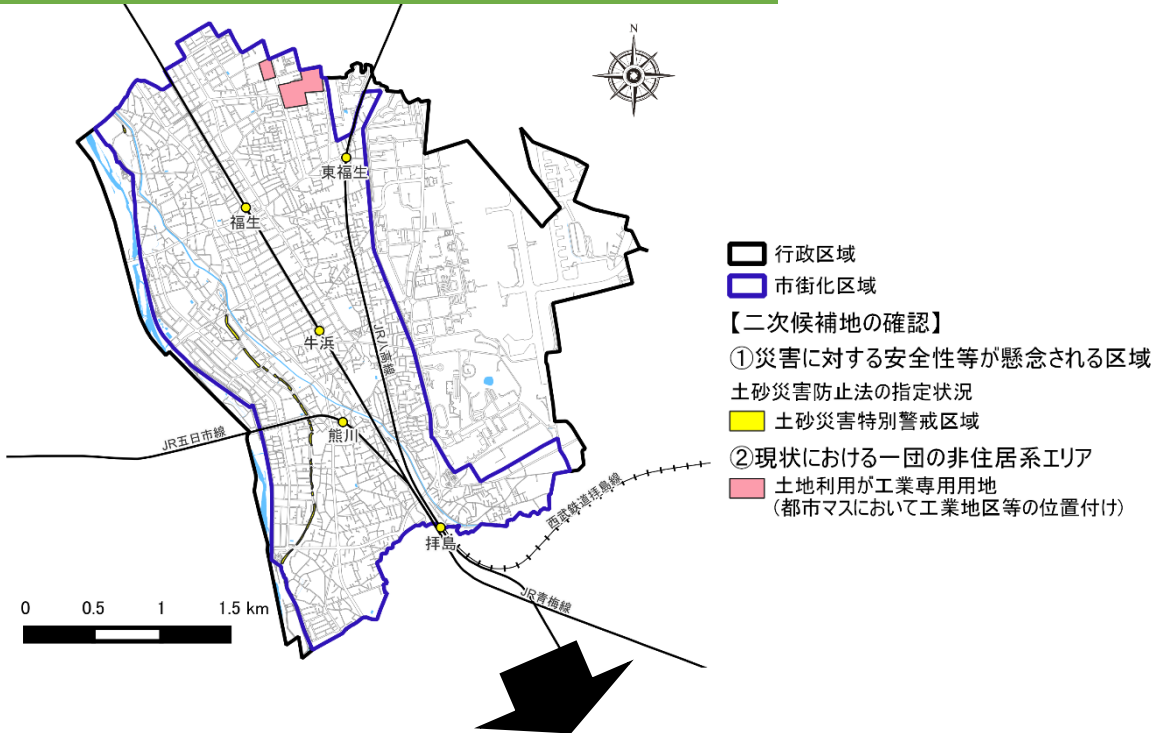 N
東福生
福生
牛浜
JR八高線
熊川
JR五日市線
西武鉄道拝島線
拝島
JR青梅線
0 0.5 1 1.5 km
行政区域
市街化区域
【二次候補地の確認】
①災害に対する安全性等が懸念される区域
土砂災害防止法の指定状況
土砂災害特別警戒区域
②現状における一団の非住居系エリア
土地利用が工業専用用地
(都市マスにおいて工業地区等の位置付け)